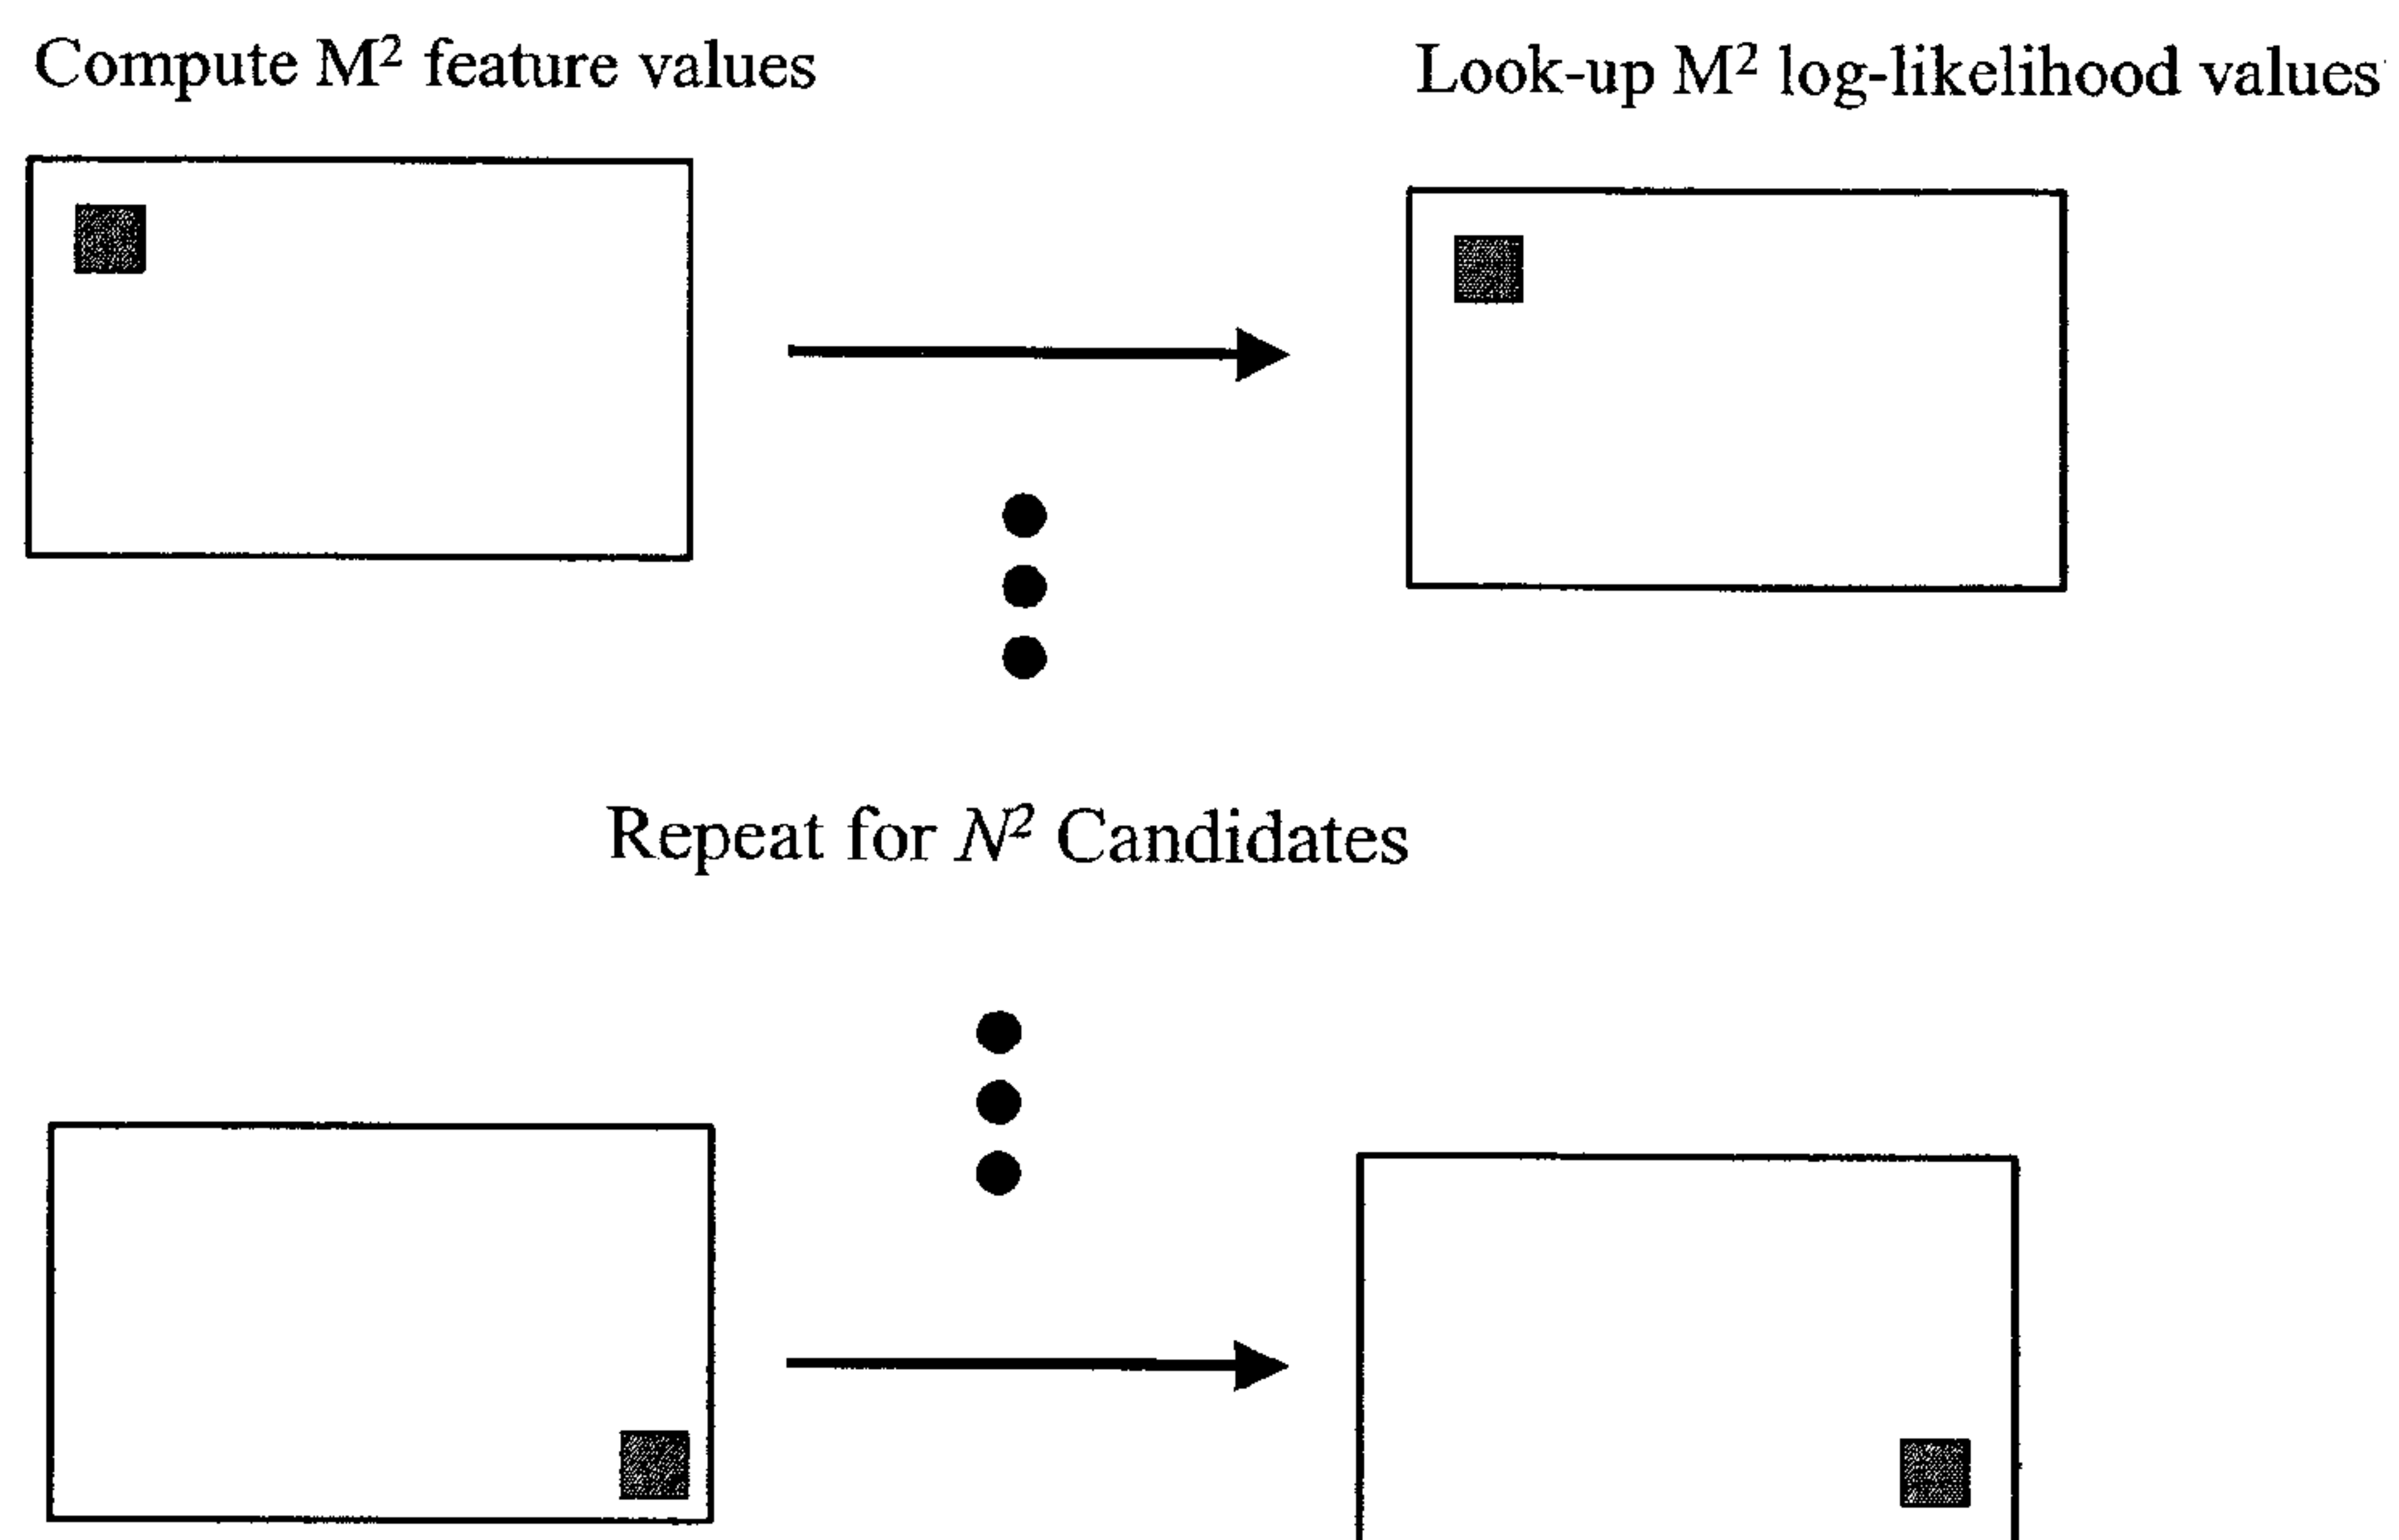 Compute M² feature values
Look-up M² log-likelihood values
Repeat for N² Candidates